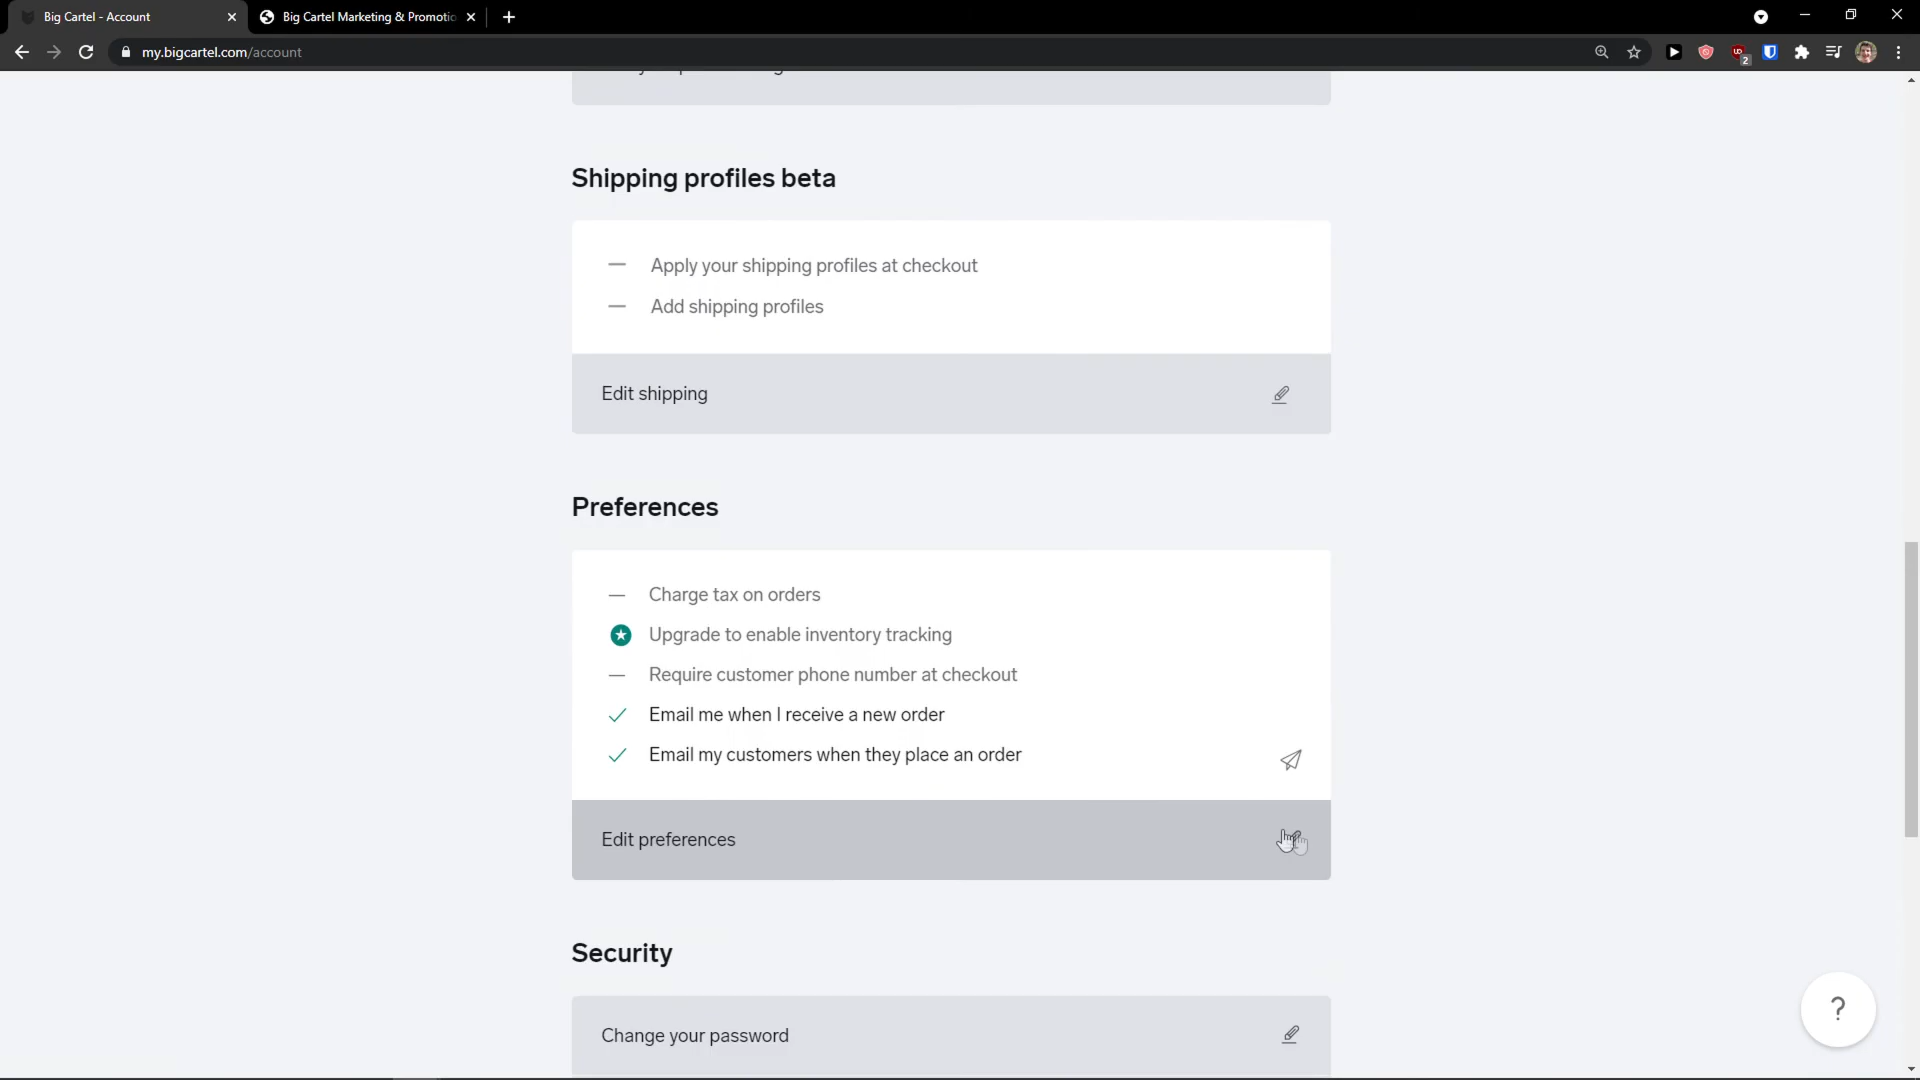 Big Cartel - Account
Big Cartel Marketing & Promotio
my.bigcartel.com/account
2
Shipping profiles beta
Apply your shipping profiles at checkout
Add shipping profiles
Edit shipping
Preferences
Charge tax on orders
Upgrade to enable inventory tracking
Require customer phone number at checkout
Email me when I receive a new order
Email my customers when they place an order
Edit preferences
Security
Change your password
?